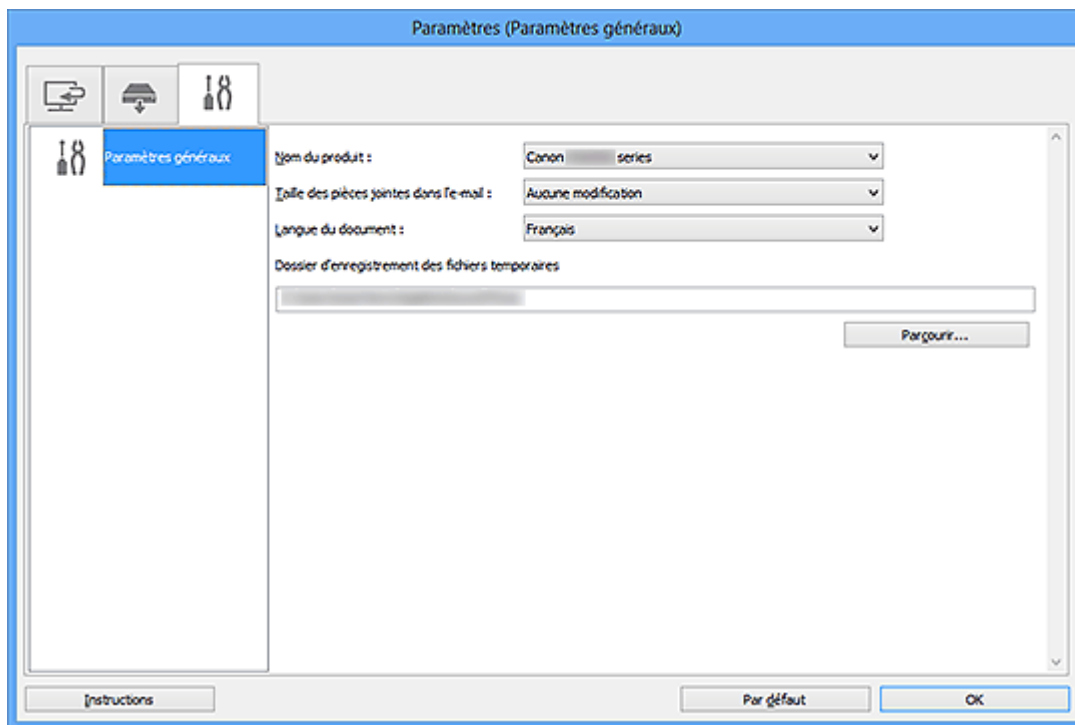 Paramètres (Paramètres généraux)
Paramètres généraux
Nom du produit :
Canon series
Taille des pièces jointes dans l'e-mail :
Aucune modification
Langue du document :
Français
Dossier d'enregistrement des fichiers temporaires
Parcourir...
Instructions
Par défaut
OK